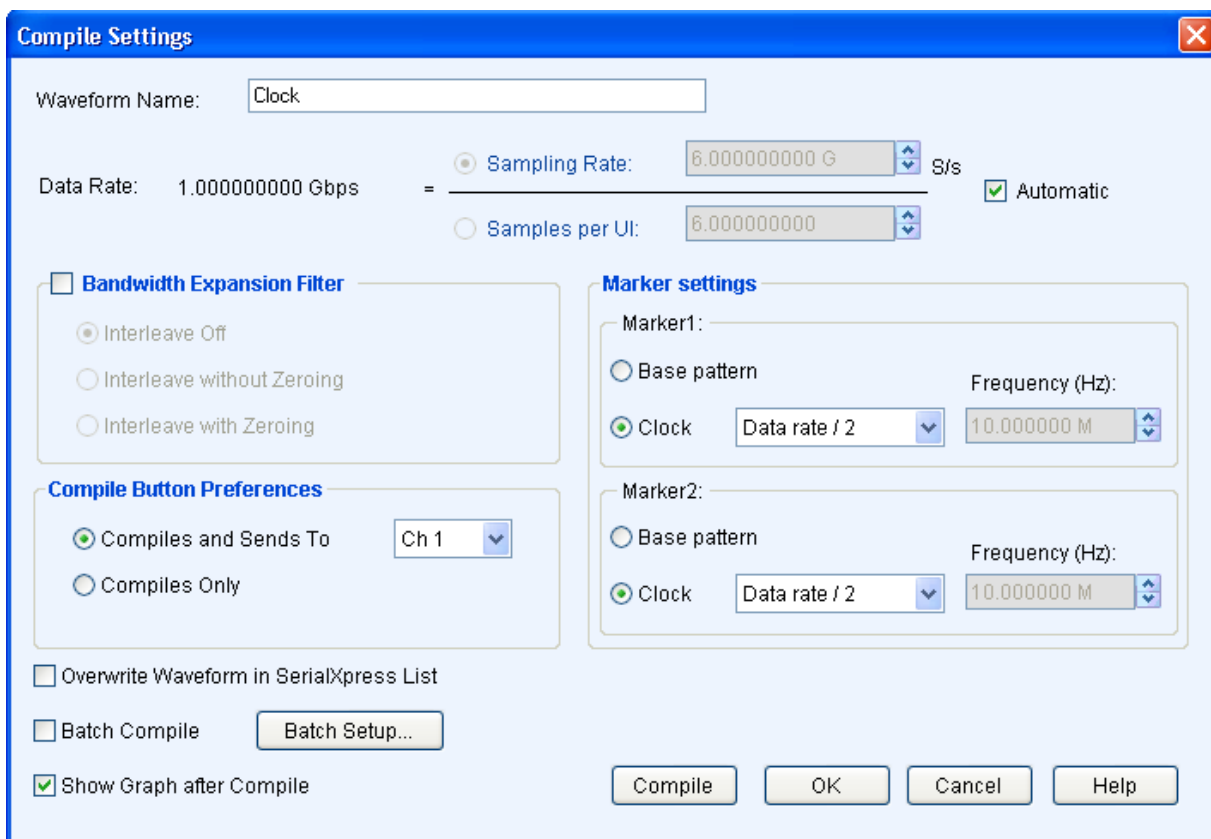 Compile Settings
Waveform Name: Clock
Sampling Rate: 6.000000000 G S/s
Data Rate: 1.000000000 Gbps = Automatic
Samples per UI: 6.000000000
Bandwidth Expansion Filter
Interleave Off
Interleave without Zeroing
Interleave with Zeroing
Marker settings
Marker1:
Base pattern
Frequency (Hz):
Clock Data rate / 2 10.000000 M
Compile Button Preferences
Compiles and Sends To Ch 1
Compiles Only
Marker2:
Base pattern
Frequency (Hz):
Clock Data rate / 2 10.000000 M
Overwrite Waveform in SerialXpress List
Batch Compile Batch Setup...
Show Graph after Compile Compile OK Cancel Help